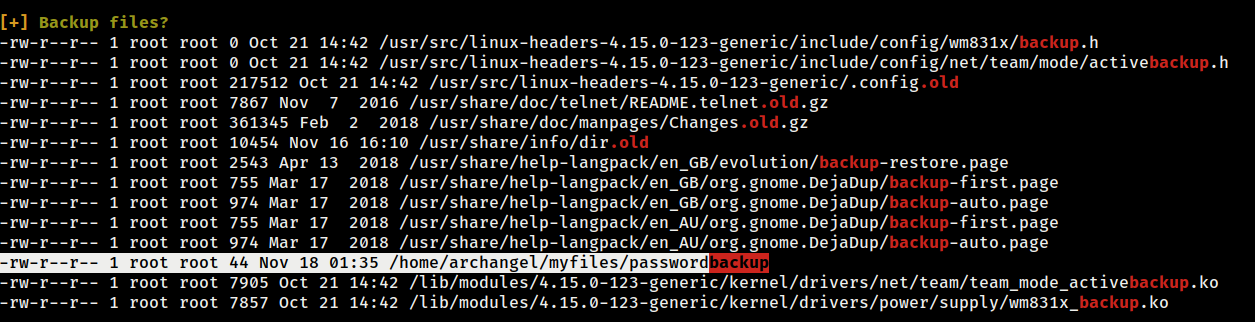 [+] Backup files?
-rw-r--r-- 1 root root 0 Oct 21 14:42 /usr/src/linux-headers-4.15.0-123-generic/include/config/wm831x/backup.h
-rw-r--r-- 1 root root 0 Oct 21 14:42 /usr/src/linux-headers-4.15.0-123-generic/include/config/net/team/mode/activebackup.h
-rw-r--r-- 1 root root 217512 Oct 21 14:42 /usr/src/linux-headers-4.15.0-123-generic/.config.old
-rw-r--r-- 1 root root 7867 Nov  7  2016 /usr/share/doc/telnet/README.telnet.old.gz
-rw-r--r-- 1 root root 361345 Feb  2  2018 /usr/share/doc/manpages/Changes.old.gz
-rw-r--r-- 1 root root 10454 Nov 16 16:10 /usr/share/info/dir.old
-rw-r--r-- 1 root root 2543 Apr 13  2018 /usr/share/help-langpack/en_GB/evolution/backup-restore.page
-rw-r--r-- 1 root root 755 Mar 17  2018 /usr/share/help-langpack/en_GB/org.gnome.DejaDup/backup-first.page
-rw-r--r-- 1 root root 974 Mar 17  2018 /usr/share/help-langpack/en_GB/org.gnome.DejaDup/backup-auto.page
-rw-r--r-- 1 root root 755 Mar 17  2018 /usr/share/help-langpack/en_AU/org.gnome.DejaDup/backup-first.page
-rw-r--r-- 1 root root 974 Mar 17  2018 /usr/share/help-langpack/en_AU/org.gnome.DejaDup/backup-auto.page
-rw-r--r-- 1 root root 44 Nov 18 01:35 /home/archangel/myfiles/passwordbackup
-rw-r--r-- 1 root root 7905 Oct 21 14:42 /lib/modules/4.15.0-123-generic/kernel/drivers/net/team/team_mode_activebackup.ko
-rw-r--r-- 1 root root 7857 Oct 21 14:42 /lib/modules/4.15.0-123-generic/kernel/drivers/power/supply/wm831x_backup.ko